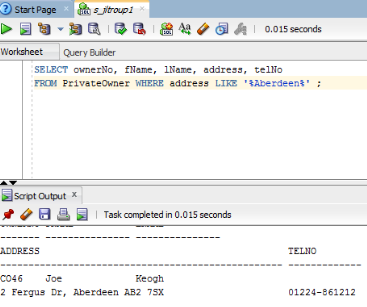 Start Page
s_jltroup1
0.015 seconds
Worksheet Query Builder
SELECT ownerNo, fName, lName, address, telNo
FROM PrivateOwner WHERE address LIKE '%Aberdeen%' ;
Script Output
Task completed in 0.015 seconds
------- --------------- ---------------
ADDRESS TELNO
-------------------------------------------------- -------------
CO46 Joe Keogh
2 Fergus Dr, Aberdeen AB2 7SX 01224-861212